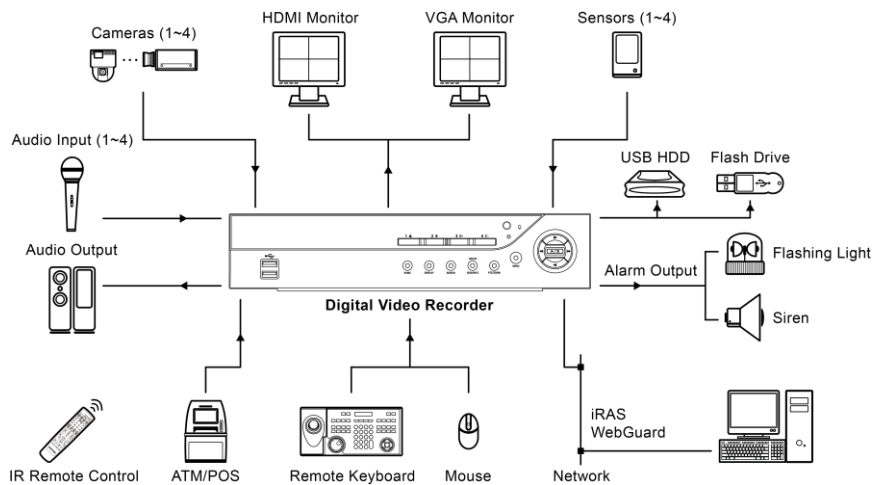 HDMI Monitor
VGA Monitor
Sensors (1~4)
Cameras (1~4)
Audio Input (1~4)
USB HDD
Flash Drive
Audio Output
Alarm Output
Flashing Light
Digital Video Recorder
Siren
iRAS
WebGuard
IR Remote Control
ATM/POS
Remote Keyboard
Mouse
Network